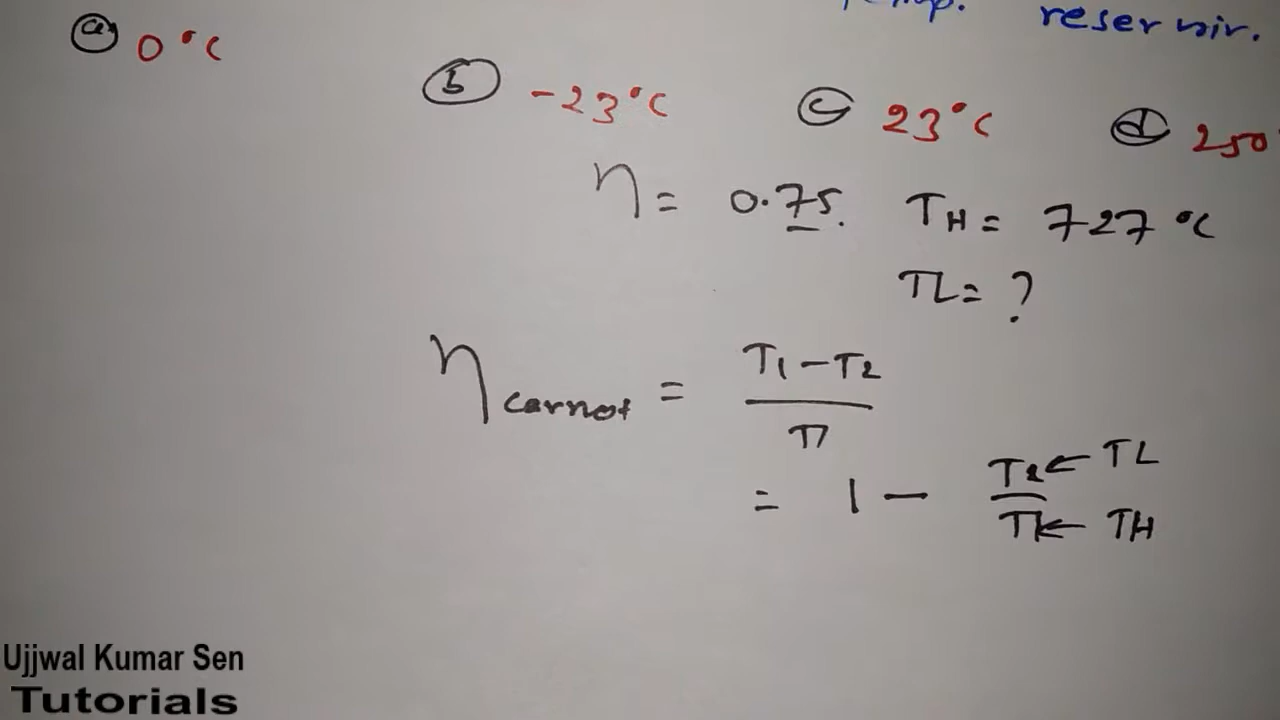 reservoir.
(a) 0°C
(b) -23°C (c) 23°C (d) 250°
η = 0.75. TH = 727 °C
TL = ?
ηcarnot = T1 - T2
T1
= 1 - T2 ← TL
T1 ← TH
Ujjwal Kumar Sen
Tutorials